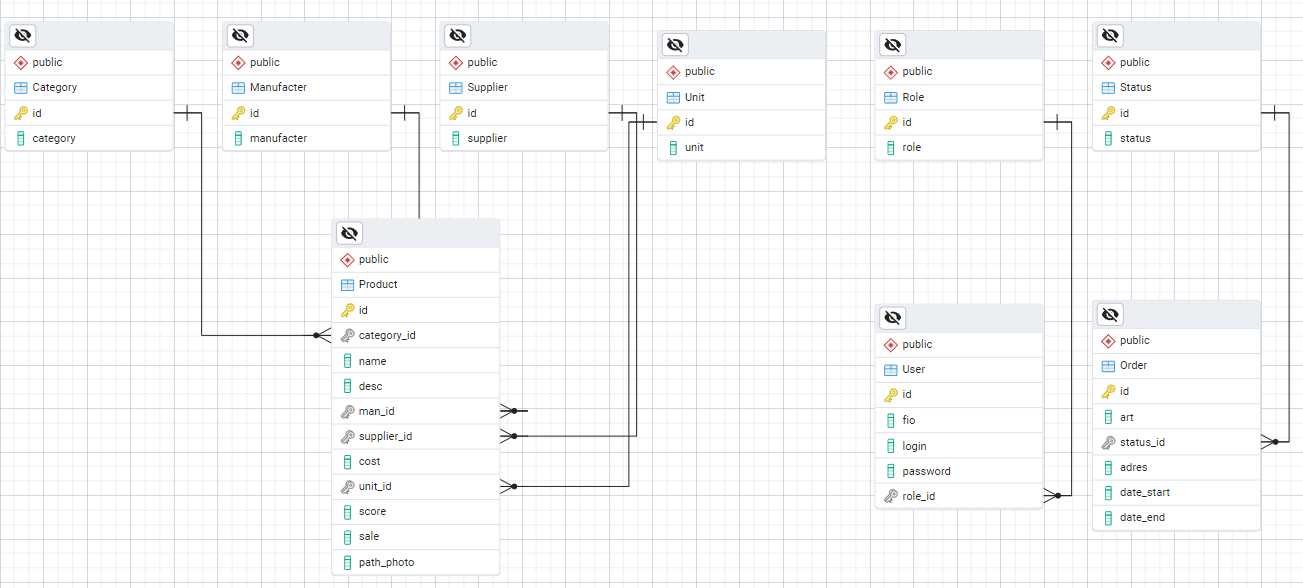 public
Category
id
category
public
Manufacter
id
manufacter
public
Supplier
id
supplier
public
Unit
id
unit
public
Role
id
role
public
Status
id
status
public
Product
id
category_id
name
desc
man_id
supplier_id
cost
unit_id
score
sale
path_photo
public
User
id
fio
login
password
role_id
public
Order
id
art
status_id
adres
date_start
date_end